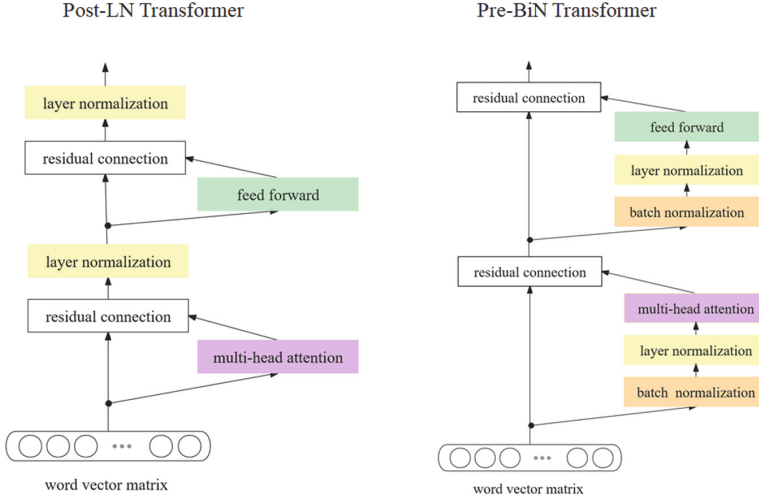 Post-LN Transformer
layer normalization
residual connection
feed forward
layer normalization
residual connection
multi-head attention
word vector matrix
Pre-BiN Transformer
residual connection
feed forward
layer normalization
batch normalization
residual connection
multi-head attention
layer normalization
batch normalization
word vector matrix